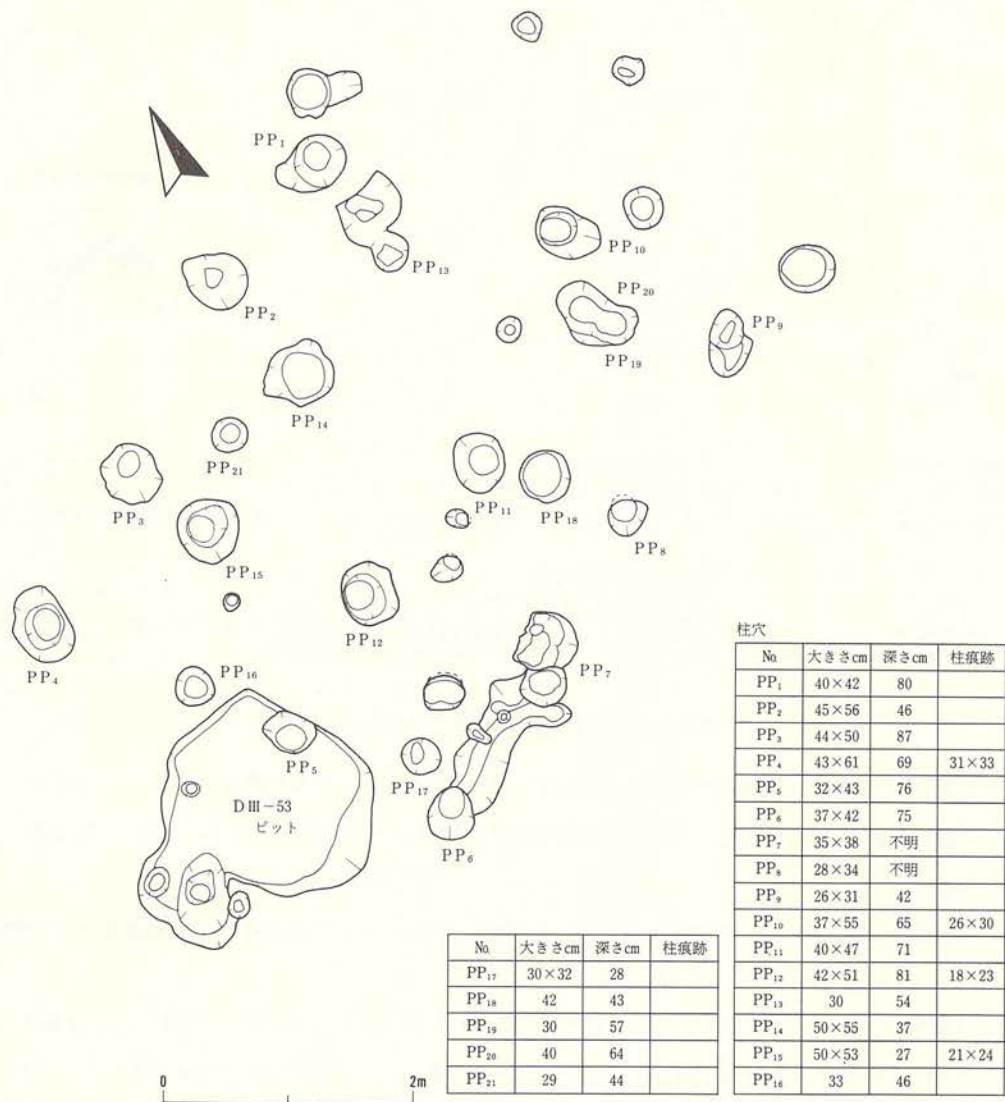 PP₁
PP₁₃
PP₁₀
PP₂
PP₂₀
PP₉
PP₁₉
PP₁₄
PP₂₁
PP₃
PP₁₁
PP₁₈
PP₈
PP₁₅
PP₁₂
PP₄
PP₁₆
PP₇
PP₅
PP₁₇
DⅢ-53
ピット
PP₆
柱穴
№ 大きさcm 深さcm 柱痕跡
PP₁ 40×42 80
PP₂ 45×56 46
PP₃ 44×50 87
PP₄ 43×61 69 31×33
PP₅ 32×43 76
PP₆ 37×42 75
PP₇ 35×38 不明
PP₈ 28×34 不明
PP₉ 26×31 42
PP₁₀ 37×55 65 26×30
PP₁₁ 40×47 71
PP₁₂ 42×51 81 18×23
PP₁₃ 30 54
PP₁₄ 50×55 37
PP₁₅ 50×53 27 21×24
PP₁₆ 33 46
№ 大きさcm 深さcm 柱痕跡
PP₁₇ 30×32 28
PP₁₈ 42 43
PP₁₉ 30 57
PP₂₀ 40 64
PP₂₁ 29 44
0 2m